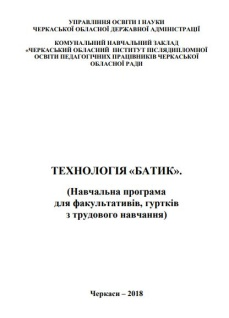 УПРАВЛІННЯ ОСВІТИ І НАУКИ
ЧЕРКАСЬКОЇ ОБЛАСНОЇ ДЕРЖАВНОЇ АДМІНІСТРАЦІЇ
КОМУНАЛЬНИЙ НАВЧАЛЬНИЙ ЗАКЛАД
«ЧЕРКАСЬКИЙ ОБЛАСНИЙ ІНСТИТУТ ПІСЛЯДИПЛОМНОЇ
ОСВІТИ ПЕДАГОГІЧНИХ ПРАЦІВНИКІВ ЧЕРКАСЬКОЇ
ОБЛАСНОЇ РАДИ
ТЕХНОЛОГІЯ «БАТИК».
(Навчальна програма
для факультативів, гуртків
з трудового навчання)
Черкаси – 2018